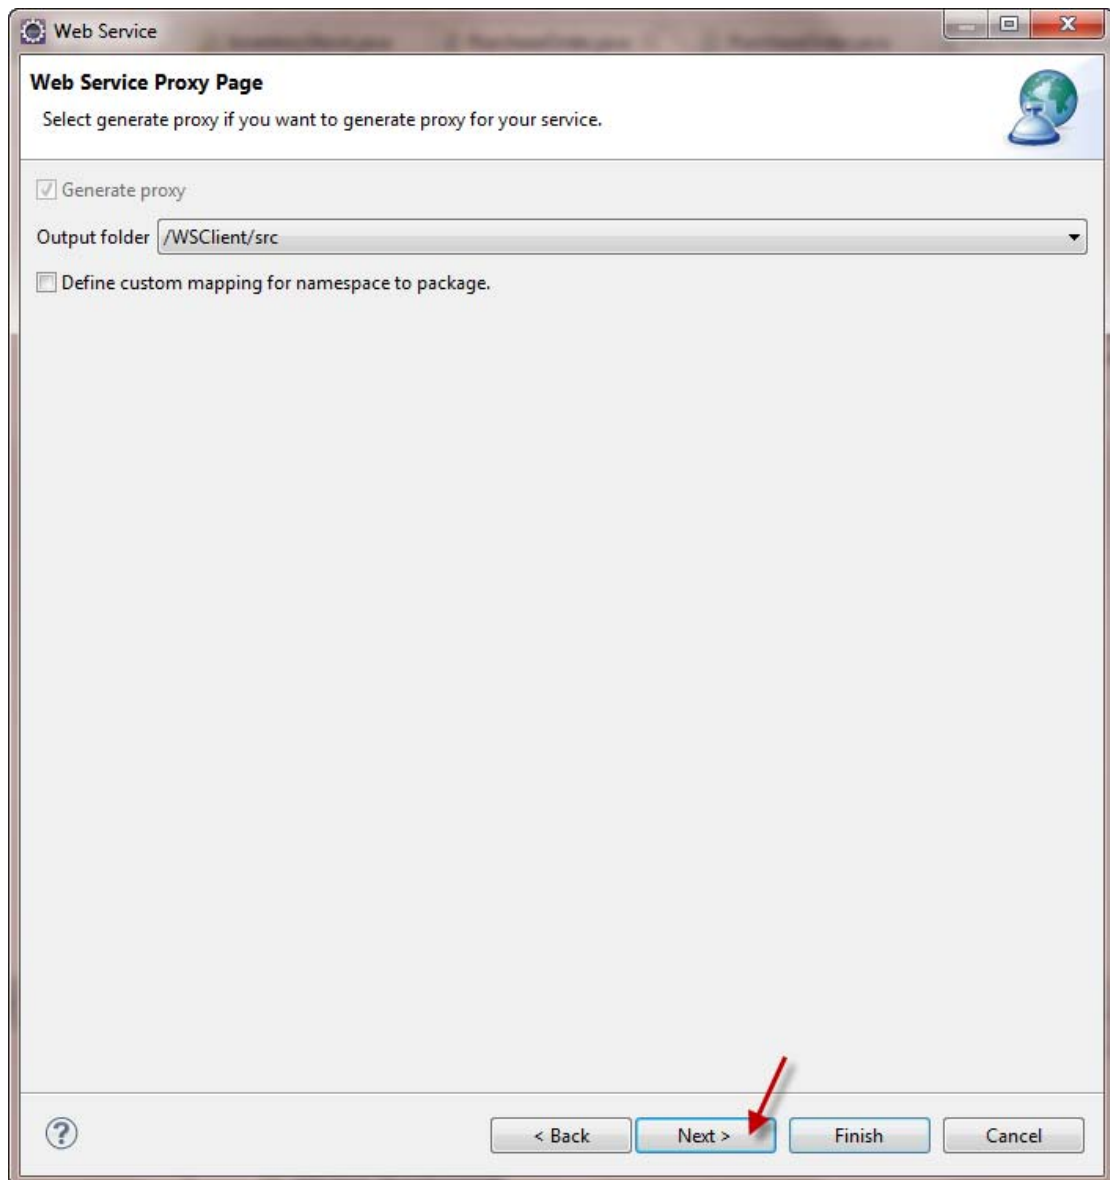 Web Service
Web Service Proxy Page
Select generate proxy if you want to generate proxy for your service.
Generate proxy
Output folder /WSClient/src
Define custom mapping for namespace to package.
? < Back Next > Finish Cancel